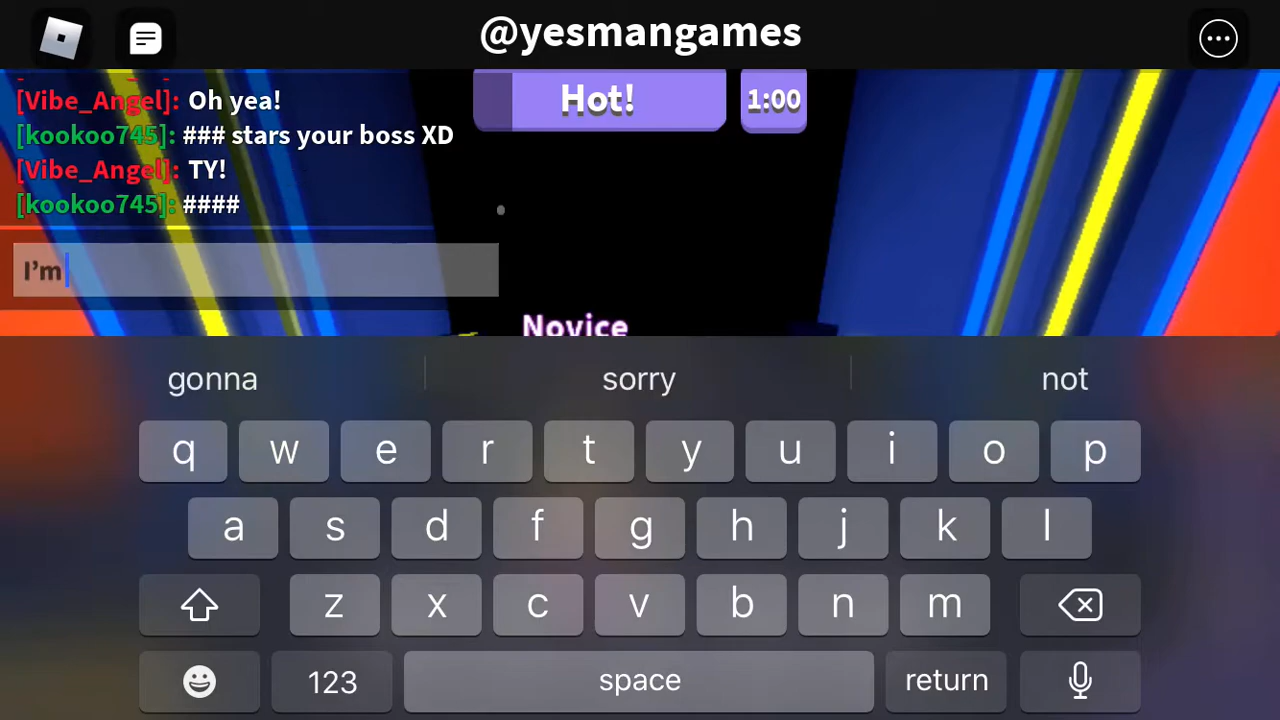 @yesmangames
Hot!
1:00
[Vibe_Angel]: Oh yea!
[kookoo745]: ### stars your boss XD
[Vibe_Angel]: TY!
[kookoo745]: ####
I’m
Novice
gonna sorry not
q w e r t y u i o p
a s d f g h j k l
z x c v b n m
123 space return